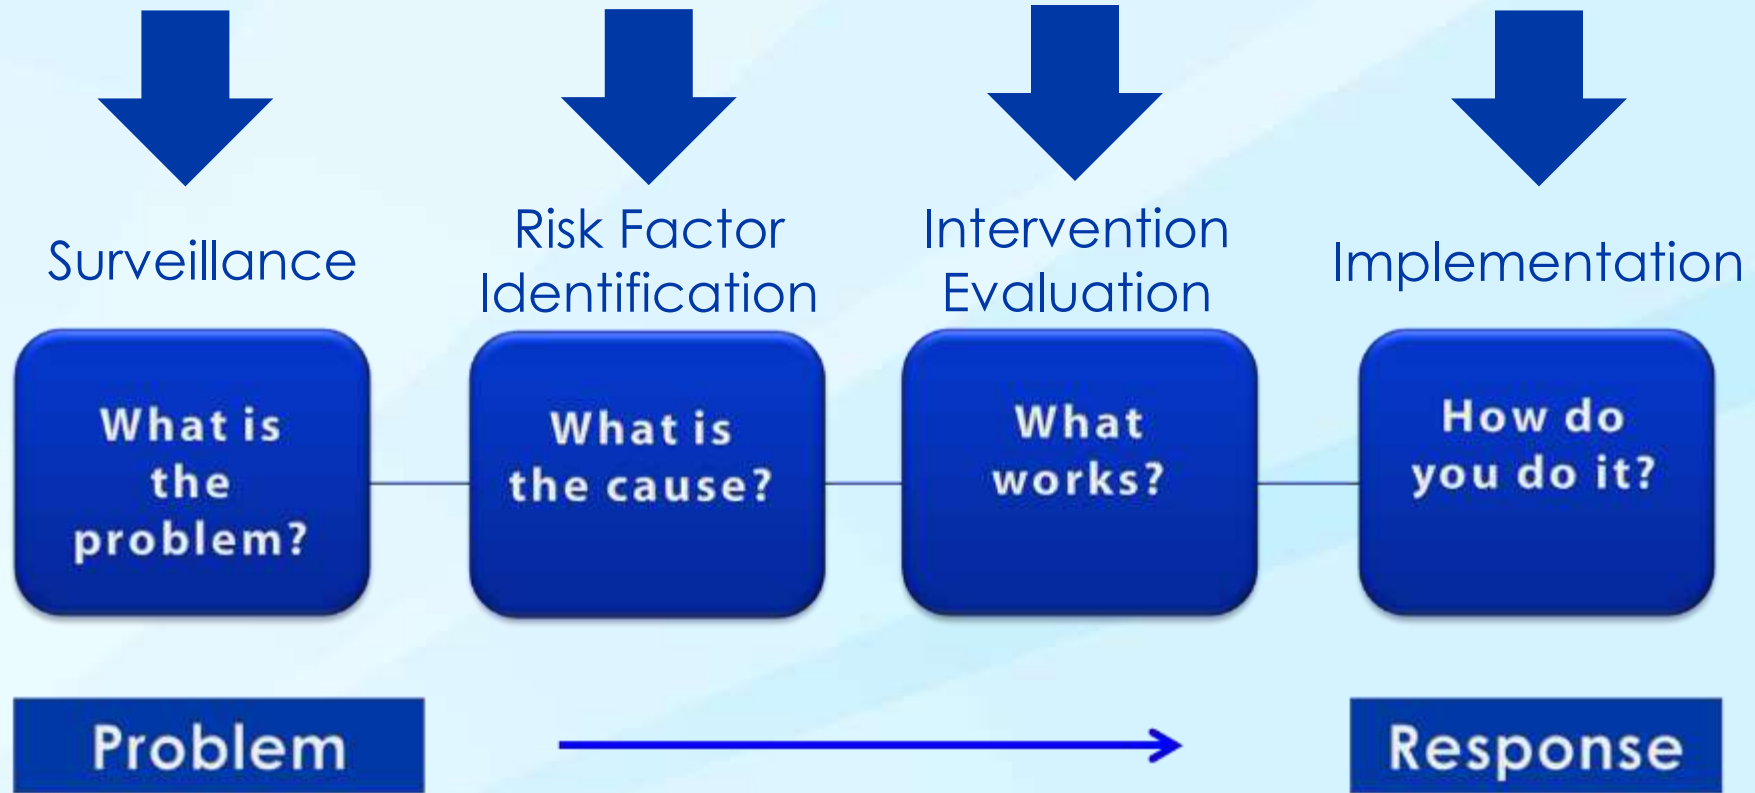 Surveillance
Risk Factor
Identification
Intervention
Evaluation
Implementation
What is
the
problem?
What is
the cause?
What
works?
How do
you do it?
Problem
Response